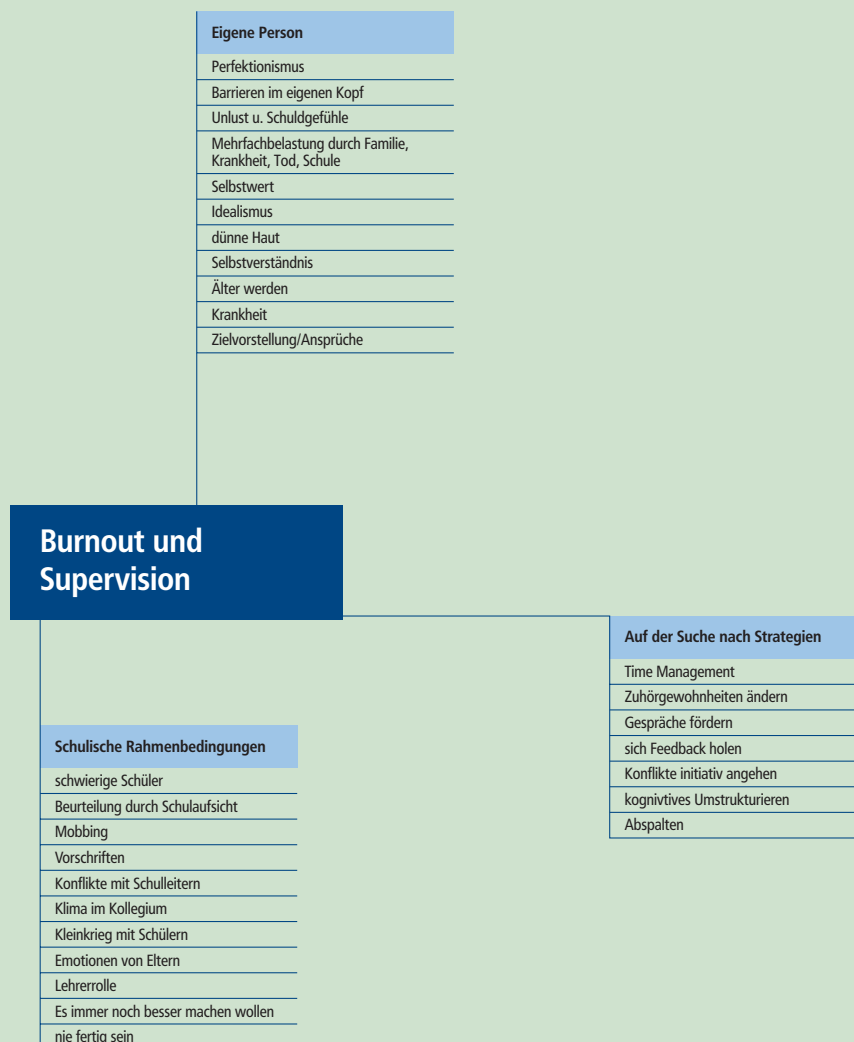 Eigene Person
Perfektionismus
Barrieren im eigenen Kopf
Unlust u. Schuldgefühle
Mehrfachbelastung durch Familie,
Krankheit, Tod, Schule
Selbstwert
Idealismus
dünne Haut
Selbstverständnis
Älter werden
Krankheit
Zielvorstellung/Ansprüche
Burnout und
Supervision
Auf der Suche nach Strategien
Time Management
Zuhörgewohnheiten ändern
Gespräche fördern
sich Feedback holen
Konflikte initiativ angehen
kognivtives Umstrukturieren
Abspalten
Schulische Rahmenbedingungen
schwierige Schüler
Beurteilung durch Schulaufsicht
Mobbing
Vorschriften
Konflikte mit Schulleitern
Klima im Kollegium
Kleinkrieg mit Schülern
Emotionen von Eltern
Lehrerrolle
Es immer noch besser machen wollen
nie fertig sein